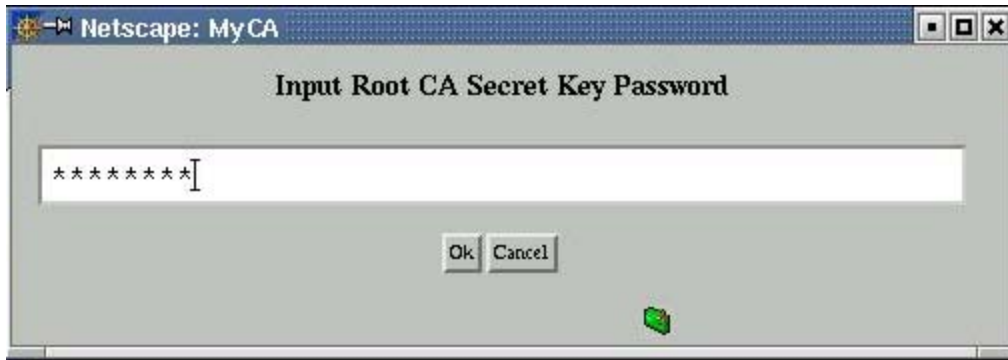 Netscape: MyCA
Input Root CA Secret Key Password
********
Ok Cancel